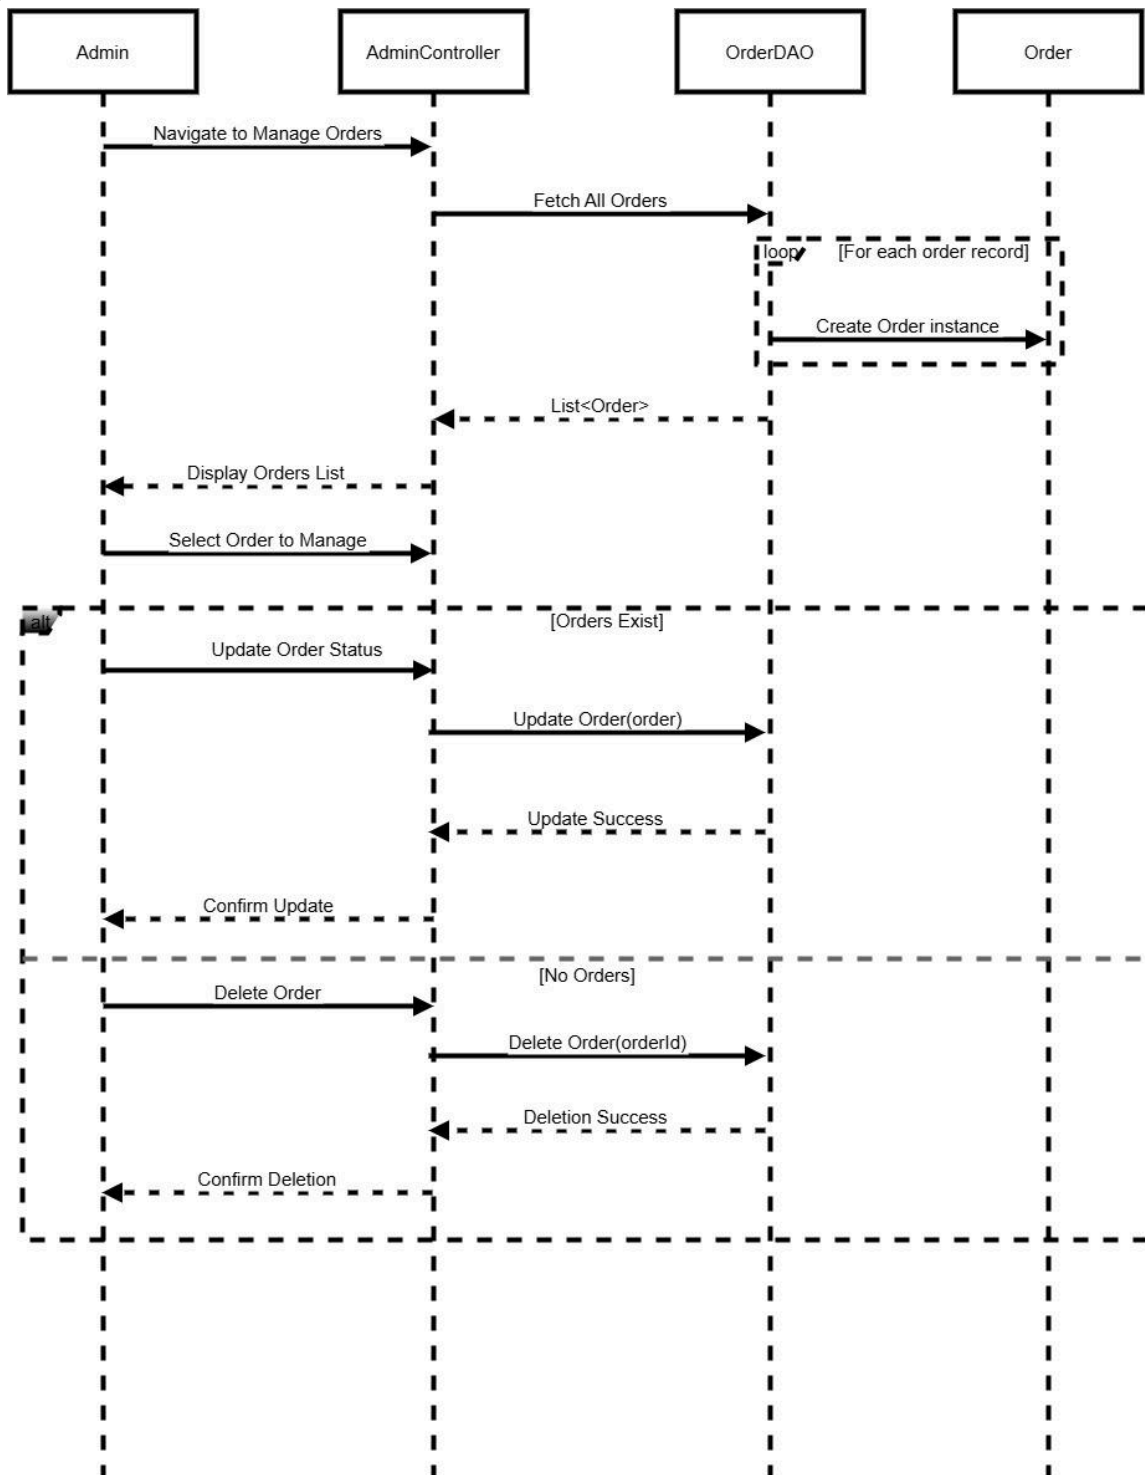 Admin
AdminController
OrderDAO
Order
Navigate to Manage Orders
Fetch All Orders
loop
[For each order record]
Create Order instance
List<Order>
Display Orders List
Select Order to Manage
alt
[Orders Exist]
Update Order Status
Update Order(order)
Update Success
Confirm Update
[No Orders]
Delete Order
Delete Order(orderId)
Deletion Success
Confirm Deletion